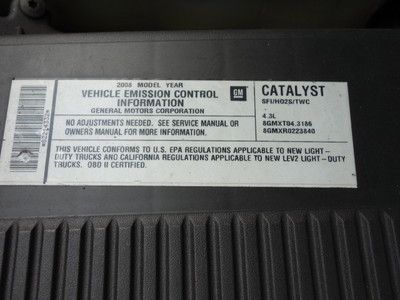 2008 MODEL YEAR
VEHICLE EMISSION CONTROL
INFORMATION
GENERAL MOTORS CORPORATION
GM
CATALYST
SFI/HO2S/TWC
NO ADJUSTMENTS NEEDED. SEE SERVICE MANUAL OR
OWNERS MANUAL FOR MORE INFORMATION.
4.3L
8GMXT04.3186
8GMXR0223840
THIS VEHICLE CONFORMS TO U.S. EPA REGULATIONS APPLICABLE TO NEW LIGHT-
DUTY TRUCKS AND CALIFORNIA REGULATIONS APPLICABLE TO NEW LEV2 LIGHT-DUTY
TRUCKS. OBD II CERTIFIED.